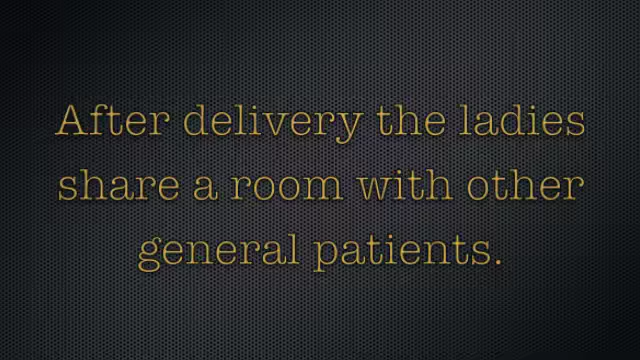 After delivery the ladies
share a room with other
general patients.